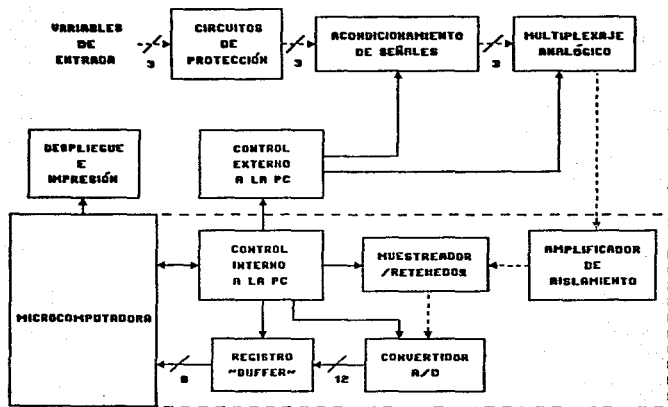 VARIABLES
DE
ENTRADA
3
CIRCUITOS
DE
PROTECCIÓN
3
ACONDICIONAMIENTO
DE SEÑALES
3
MULTIPLEXAJE
ANALÓGICO
DESPLIEGUE
E
IMPRESIÓN
CONTROL
EXTERNO
A LA PC
MICROCOMPUTADORA
CONTROL
INTERNO
A LA PC
MUESTREADOR
/RETENEDOS
AMPLIFICADOR
DE
AISLAMIENTO
8
REGISTRO
~BUFFER~
12
CONVERTIDOR
A/D